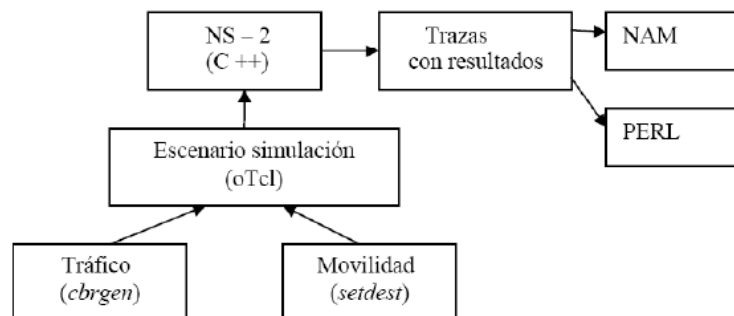 NS – 2
(C ++)
Trazas
con resultados
NAM
PERL
Escenario simulación
(oTcl)
Tráfico
(cbrgen)
Movilidad
(setdest)